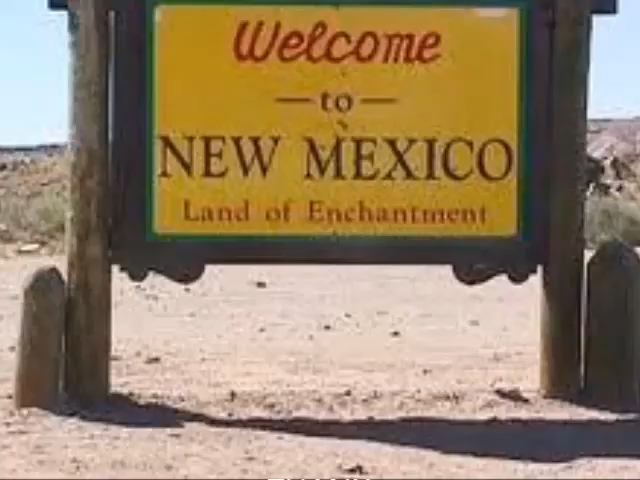 Welcome
— to —
NEW MEXICO
Land of Enchantment